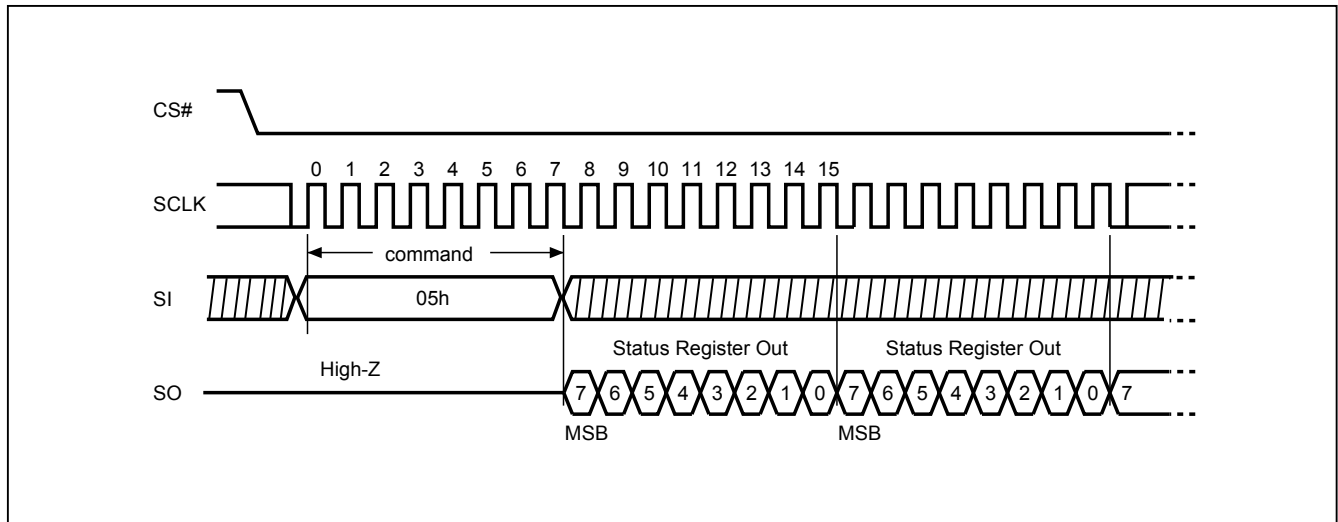 CS#
0 1 2 3 4 5 6 7 8 9 10 11 12 13 14 15
SCLK
command
SI
05h
Status Register Out Status Register Out
High-Z
SO
7 6 5 4 3 2 1 0 7 6 5 4 3 2 1 0 7
MSB MSB